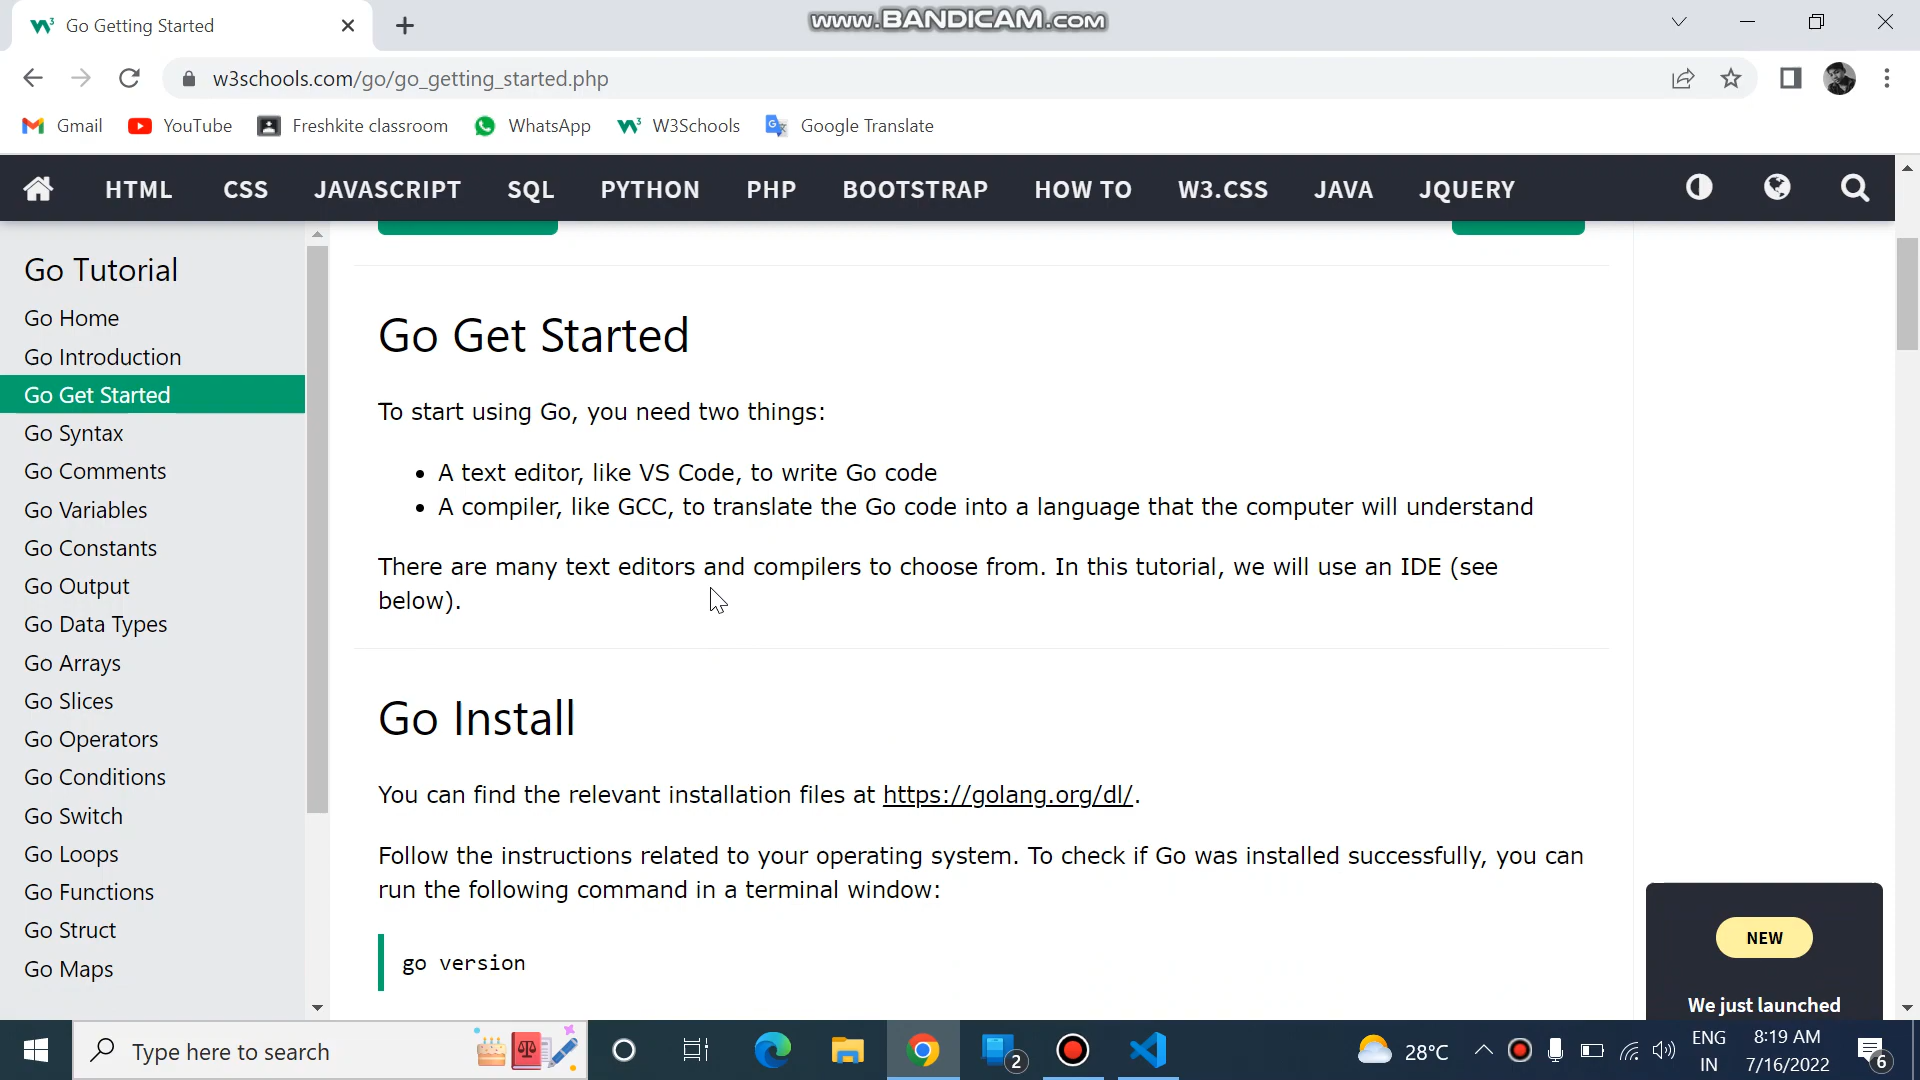 Go Getting Started
www.BANDICAM.com
w3schools.com/go/go_getting_started.php
Gmail YouTube Freshkite classroom WhatsApp W3Schools Google Translate
HTML CSS JAVASCRIPT SQL PYTHON PHP BOOTSTRAP HOW TO W3.CSS JAVA JQUERY
Go Tutorial
Go Home
Go Introduction
Go Get Started
Go Syntax
Go Comments
Go Variables
Go Constants
Go Output
Go Data Types
Go Arrays
Go Slices
Go Operators
Go Conditions
Go Switch
Go Loops
Go Functions
Go Struct
Go Maps
Go Get Started
To start using Go, you need two things:
• A text editor, like VS Code, to write Go code
• A compiler, like GCC, to translate the Go code into a language that the computer will understand
There are many text editors and compilers to choose from. In this tutorial, we will use an IDE (see
below).
Go Install
You can find the relevant installation files at https://golang.org/dl/.
Follow the instructions related to your operating system. To check if Go was installed successfully, you can
run the following command in a terminal window:
go version
NEW
We just launched
Type here to search
2
28°C
ENG
IN
8:19 AM
7/16/2022
6